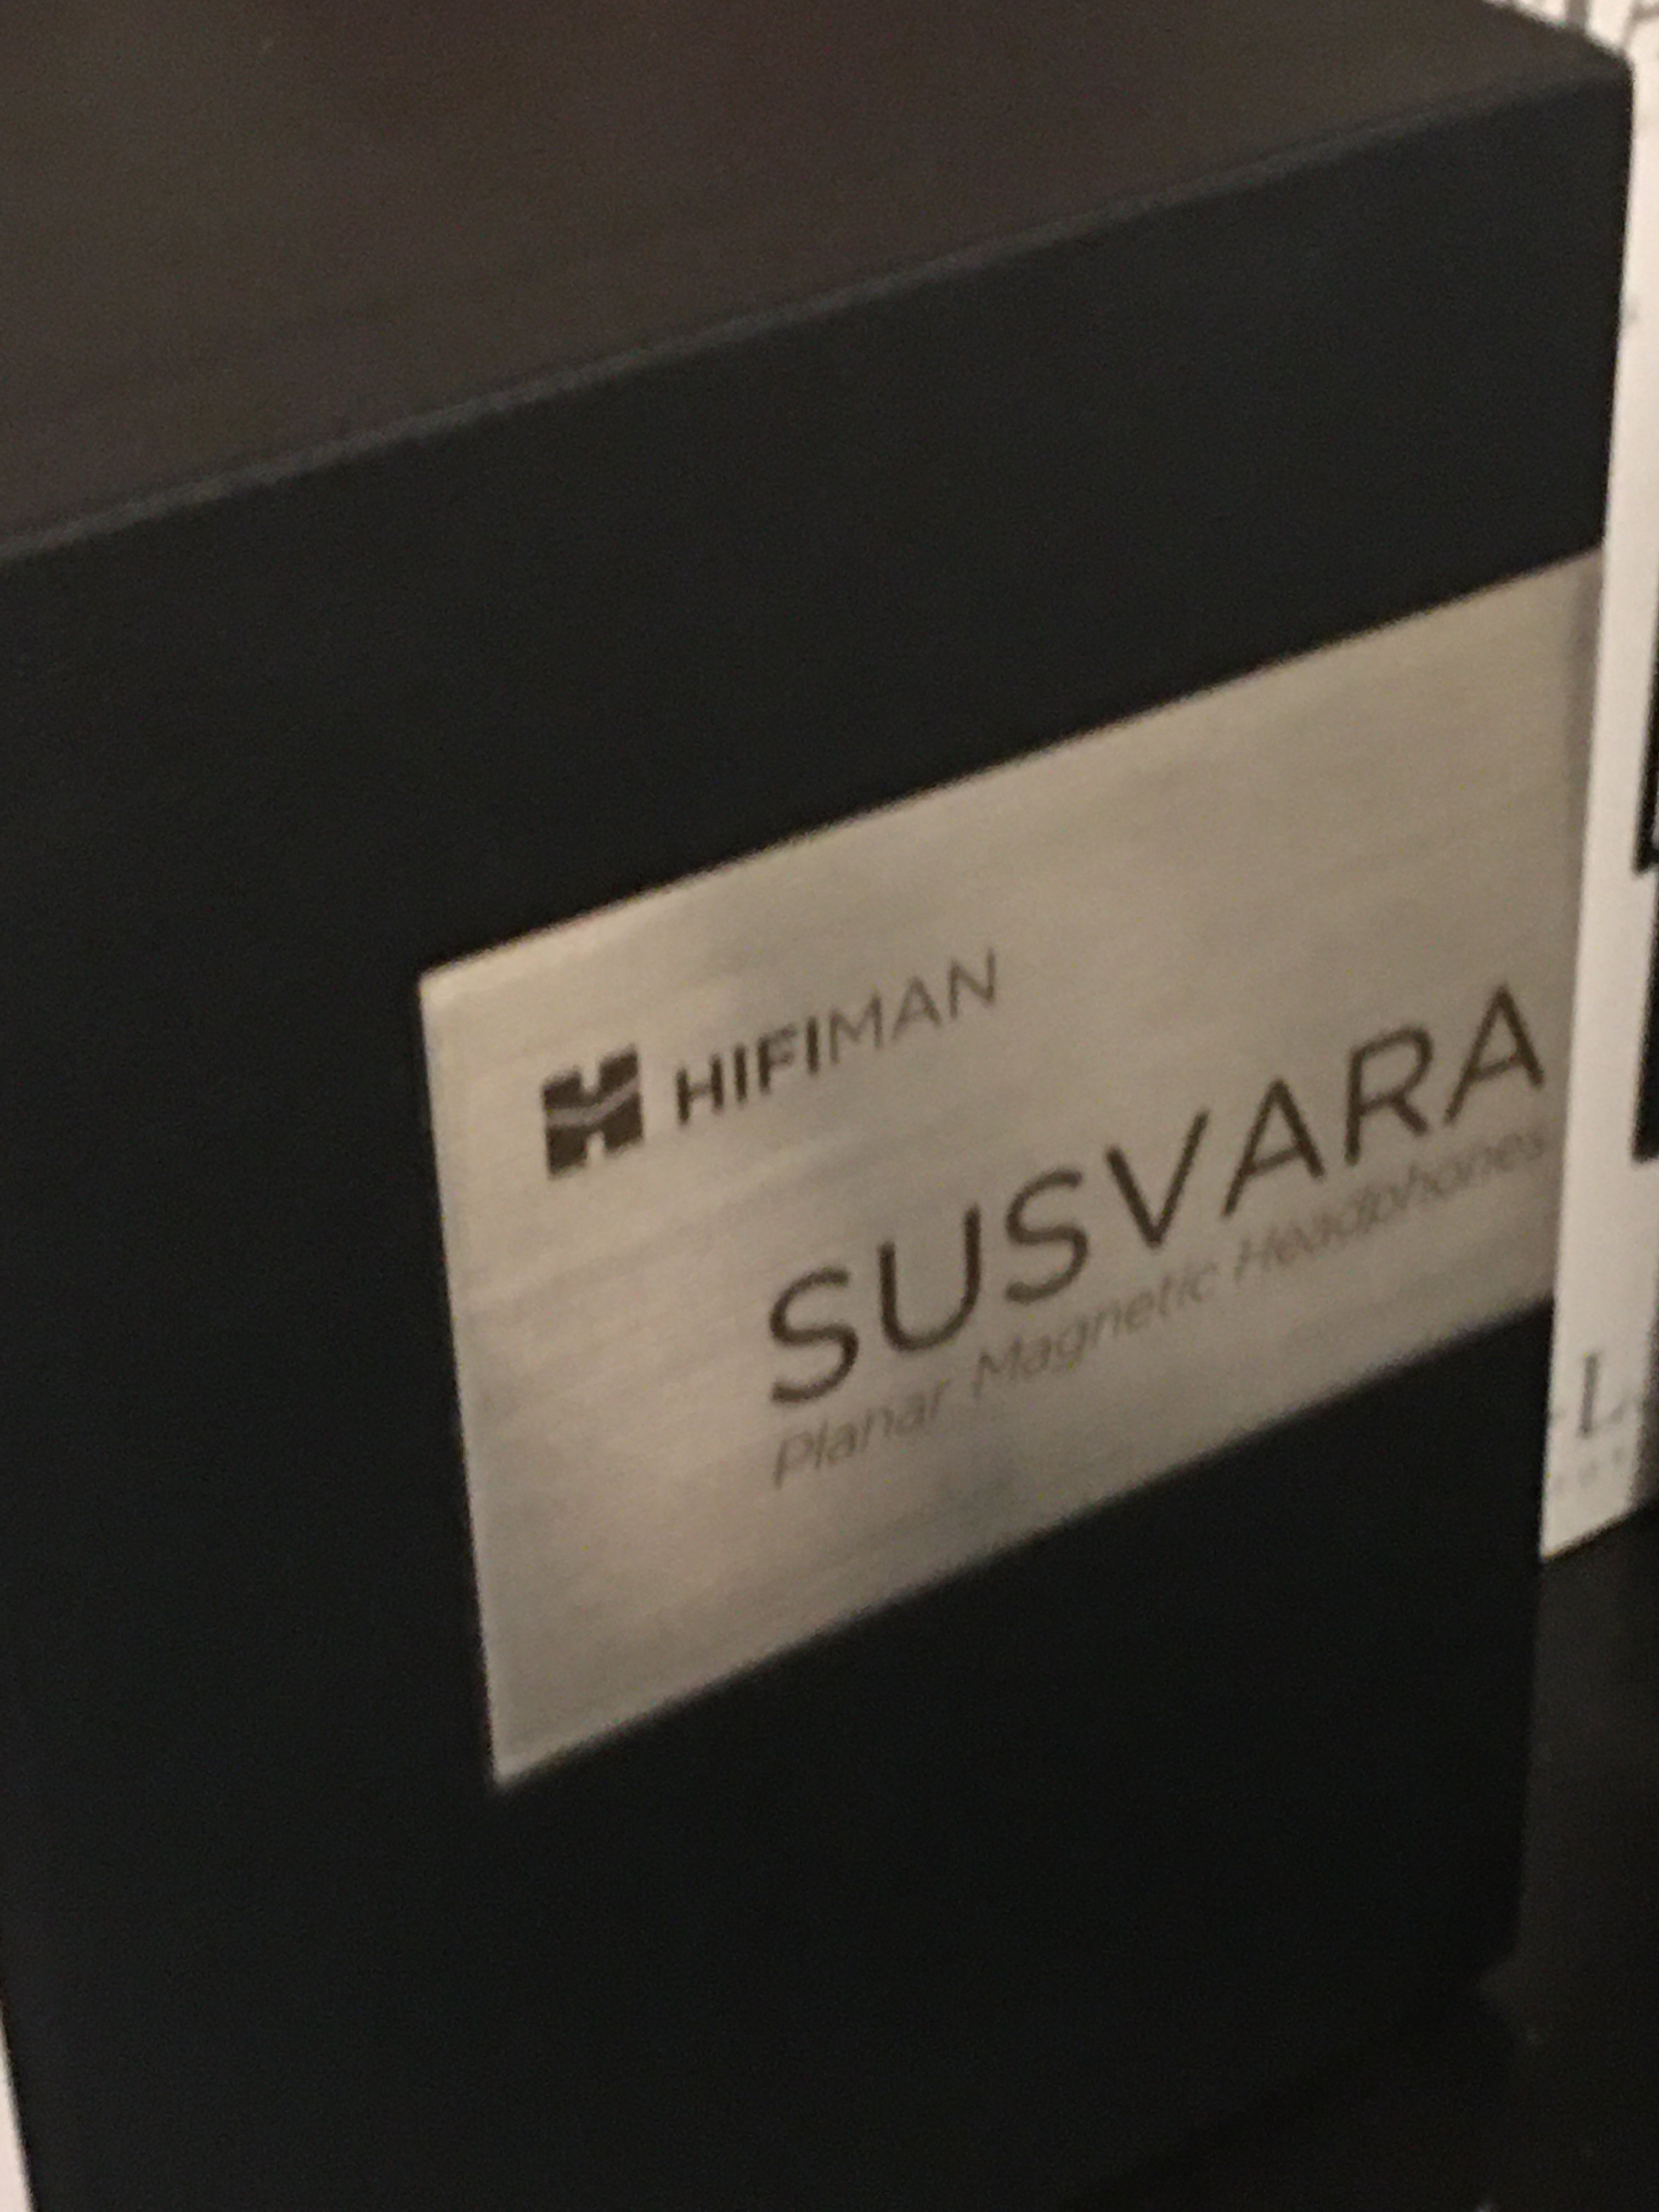 HIFIMAN
SUSVARA
Planar Magnetic Headphones